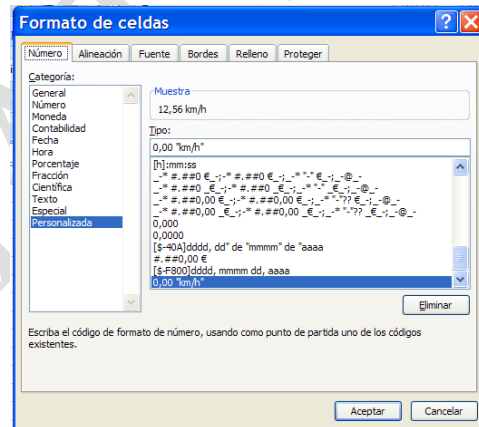 Formato de celdas
Número Alineación Fuente Bordes Relleno Proteger
Categoría:
General
Número
Moneda
Contabilidad
Fecha
Hora
Porcentaje
Fracción
Científica
Texto
Especial
Personalizada
Muestra
12,56 km/h
Tipo:
0,00 "km/h"
[h]:mm:ss
_-* #.##0 €_-;-* #.##0 €_-;_-* "-" €_-;_-@_-
_-* #.##0 _€_-;-* #.##0 _€_-;_-* "-" _€_-;_-@_-
_-* #.##0,00 €_-;-* #.##0,00 €_-;_-* "-"?? €_-;_-@_-
_-* #.##0,00 _€_-;-* #.##0,00 _€_-;_-* "-"?? _€_-;_-@_-
0,000
0,0000
[$-40A]dddd, dd" de "mmmm" de "aaaa
#.##0,00 €
[$-F800]dddd, mmmm dd, aaaa
0,00 "km/h"
Eliminar
Escriba el código de formato de número, usando como punto de partida uno de los códigos
existentes.
Aceptar Cancelar